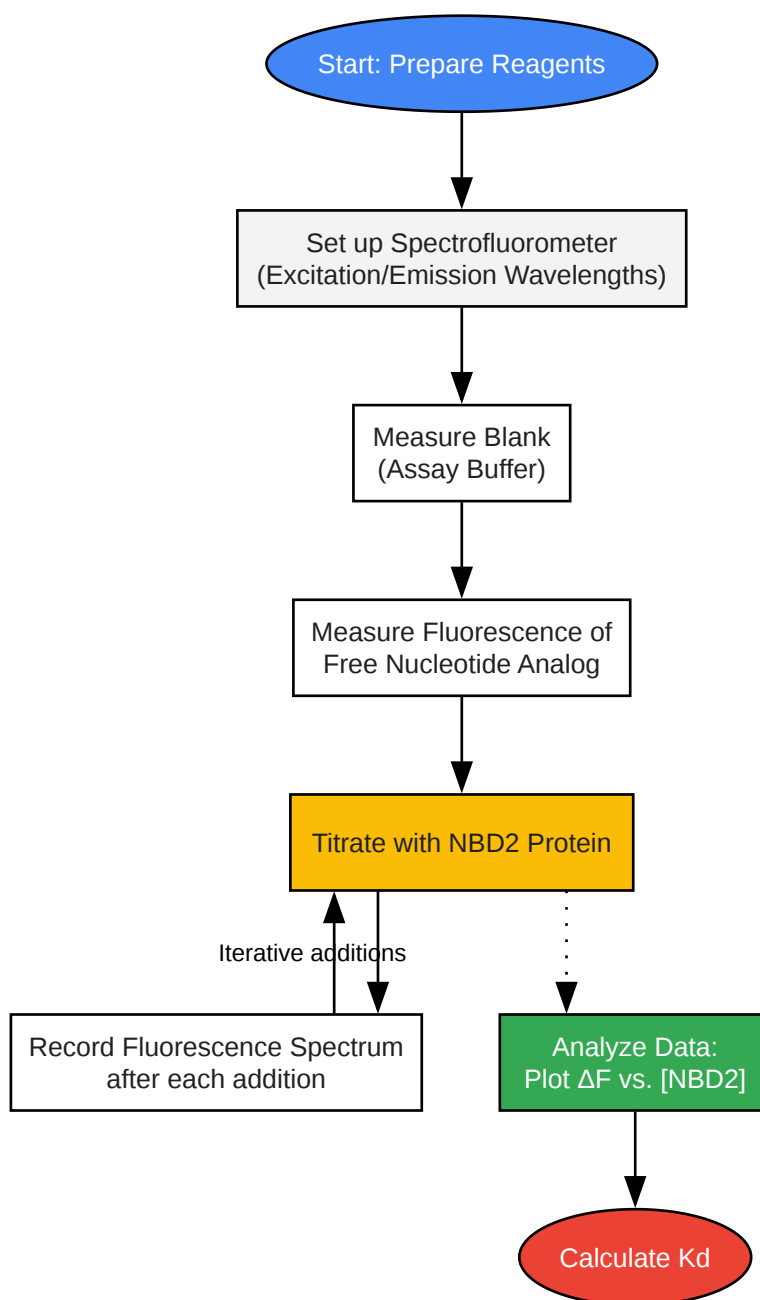 Start: Prepare Reagents
Set up Spectrofluorometer
(Excitation/Emission Wavelengths)
Measure Blank
(Assay Buffer)
Measure Fluorescence of
Free Nucleotide Analog
Titrate with NBD2 Protein
Iterative additions
Record Fluorescence Spectrum
after each addition
Analyze Data:
Plot ΔF vs. [NBD2]
Calculate Kd